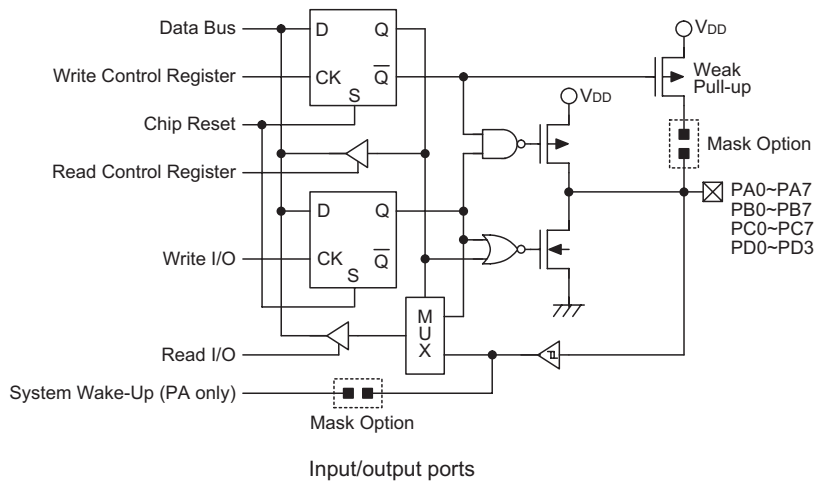 Data Bus
Write Control Register
Chip Reset
Read Control Register
Write I/O
Read I/O
System Wake-Up (PA only)
D Q
CK Q
S
D Q
CK Q
S
M
U
X
VDD
VDD
Weak
Pull-up
Mask Option
PA0~PA7
PB0~PB7
PC0~PC7
PD0~PD3
Mask Option
Input/output ports